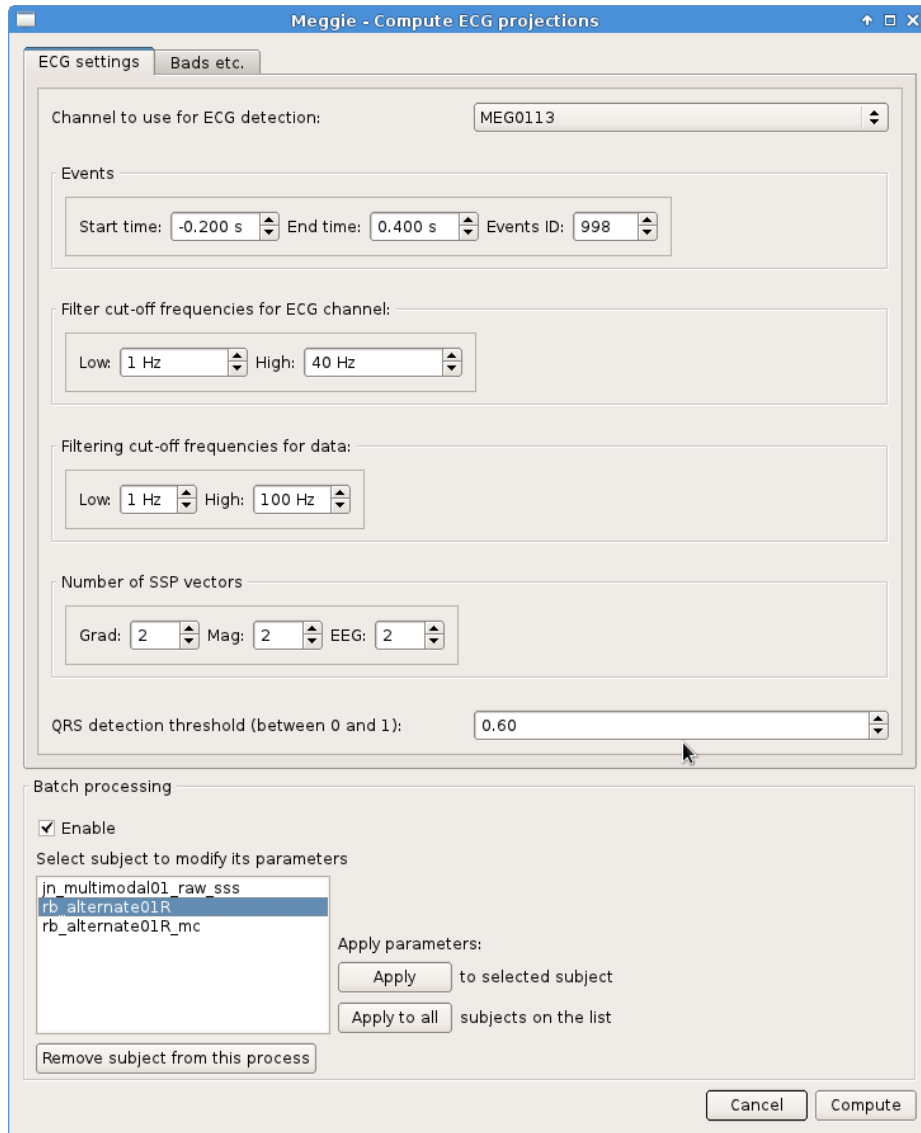 Meggie - Compute ECG projections
ECG settings Bads etc.
Channel to use for ECG detection: MEG0113
Events
Start time: -0.200 s End time: 0.400 s Events ID: 998
Filter cut-off frequencies for ECG channel:
Low: 1 Hz High: 40 Hz
Filtering cut-off frequencies for data:
Low: 1 Hz High: 100 Hz
Number of SSP vectors
Grad: 2 Mag: 2 EEG: 2
QRS detection threshold (between 0 and 1): 0.60
Batch processing
Enable
Select subject to modify its parameters
jn_multimodal01_raw_sss
rb_alternate01R
rb_alternate01R_mc
Apply parameters:
Apply to selected subject
Apply to all subjects on the list
Remove subject from this process
Cancel Compute